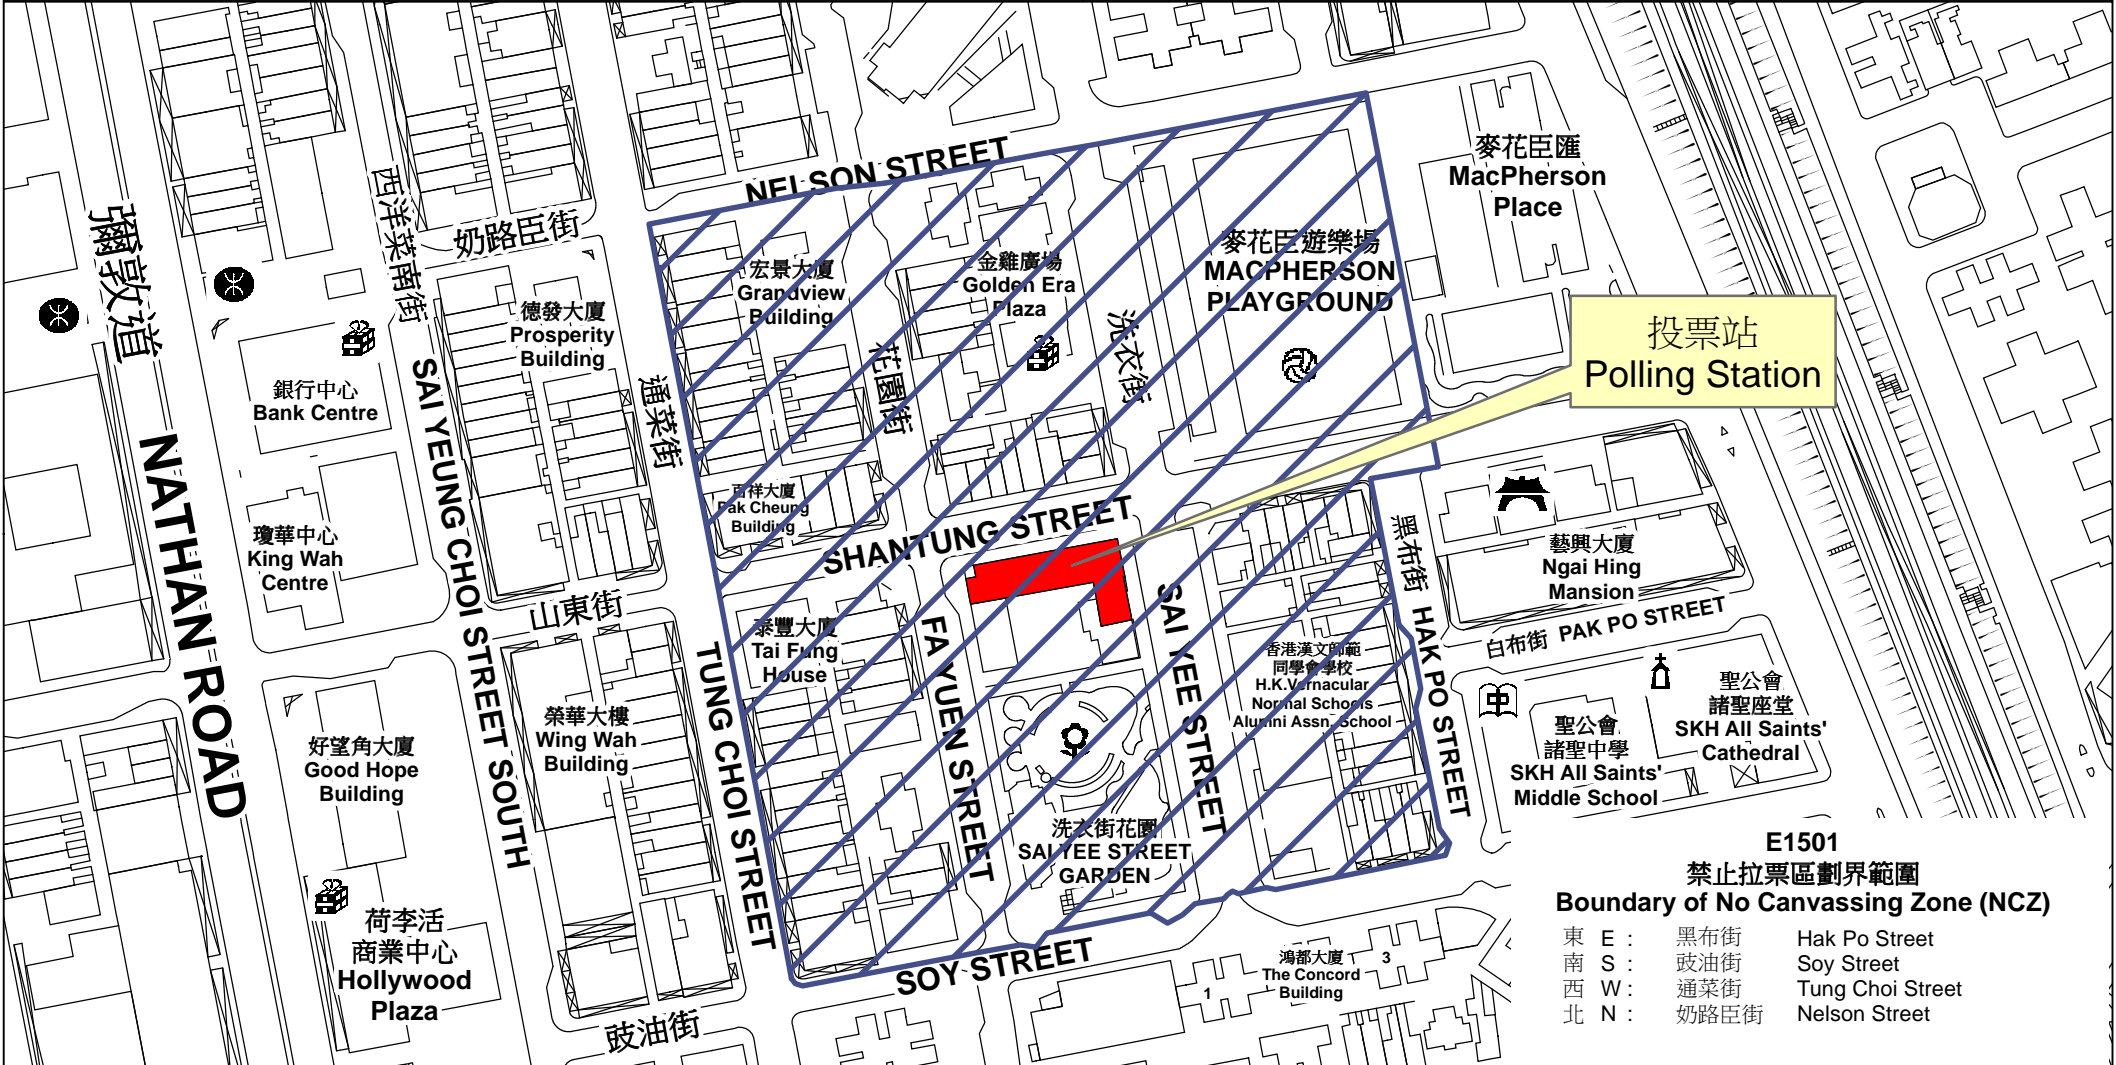 NELSON STREET
奶路臣街
西洋菜南街
彌敦道
NATHAN ROAD
SAI YEUNG CHOI STREET SOUTH
德發大廈
Prosperity
Building
銀行中心
Bank Centre
瓊華中心
King Wah
Centre
通菜街
TUNG CHOI STREET
宏景大廈
Grandview
Building
花園街
FA YUEN STREET
金雞廣場
Golden Era
Plaza
洗衣街
SAI YEE STREET
麥花臣遊樂場
MACPHERSON
PLAYGROUND
麥花臣匯
MacPherson
Place
投票站
Polling Station
百祥大廈
Pak Cheung
Building
SHANTUNG STREET
山東街
泰豐大廈
Tai Fung
House
榮華大樓
Wing Wah
Building
好望角大廈
Good Hope
Building
荷李活
商業中心
Hollywood
Plaza
黑布街
HAK PO STREET
藝興大廈
Ngai Hing
Mansion
白布街 PAK PO STREET
香港漢文師範
同學會學校
H.K.Vernacular
Normal Schools
Alumni Assn. School
中
聖公會
諸聖中學
SKH All Saints'
Middle School
聖公會
諸聖座堂
SKH All Saints'
Cathedral
洗衣街花園
SAI YEE STREET
GARDEN
SOY STREET
豉油街
鴻都大廈
The Concord
Building
1
3
E1501
禁止拉票區劃界範圍
Boundary of No Canvassing Zone (NCZ)
東 E : 黑布街 Hak Po Street
南 S : 豉油街 Soy Street
西 W : 通菜街 Tung Choi Street
北 N : 奶路臣街 Nelson Street